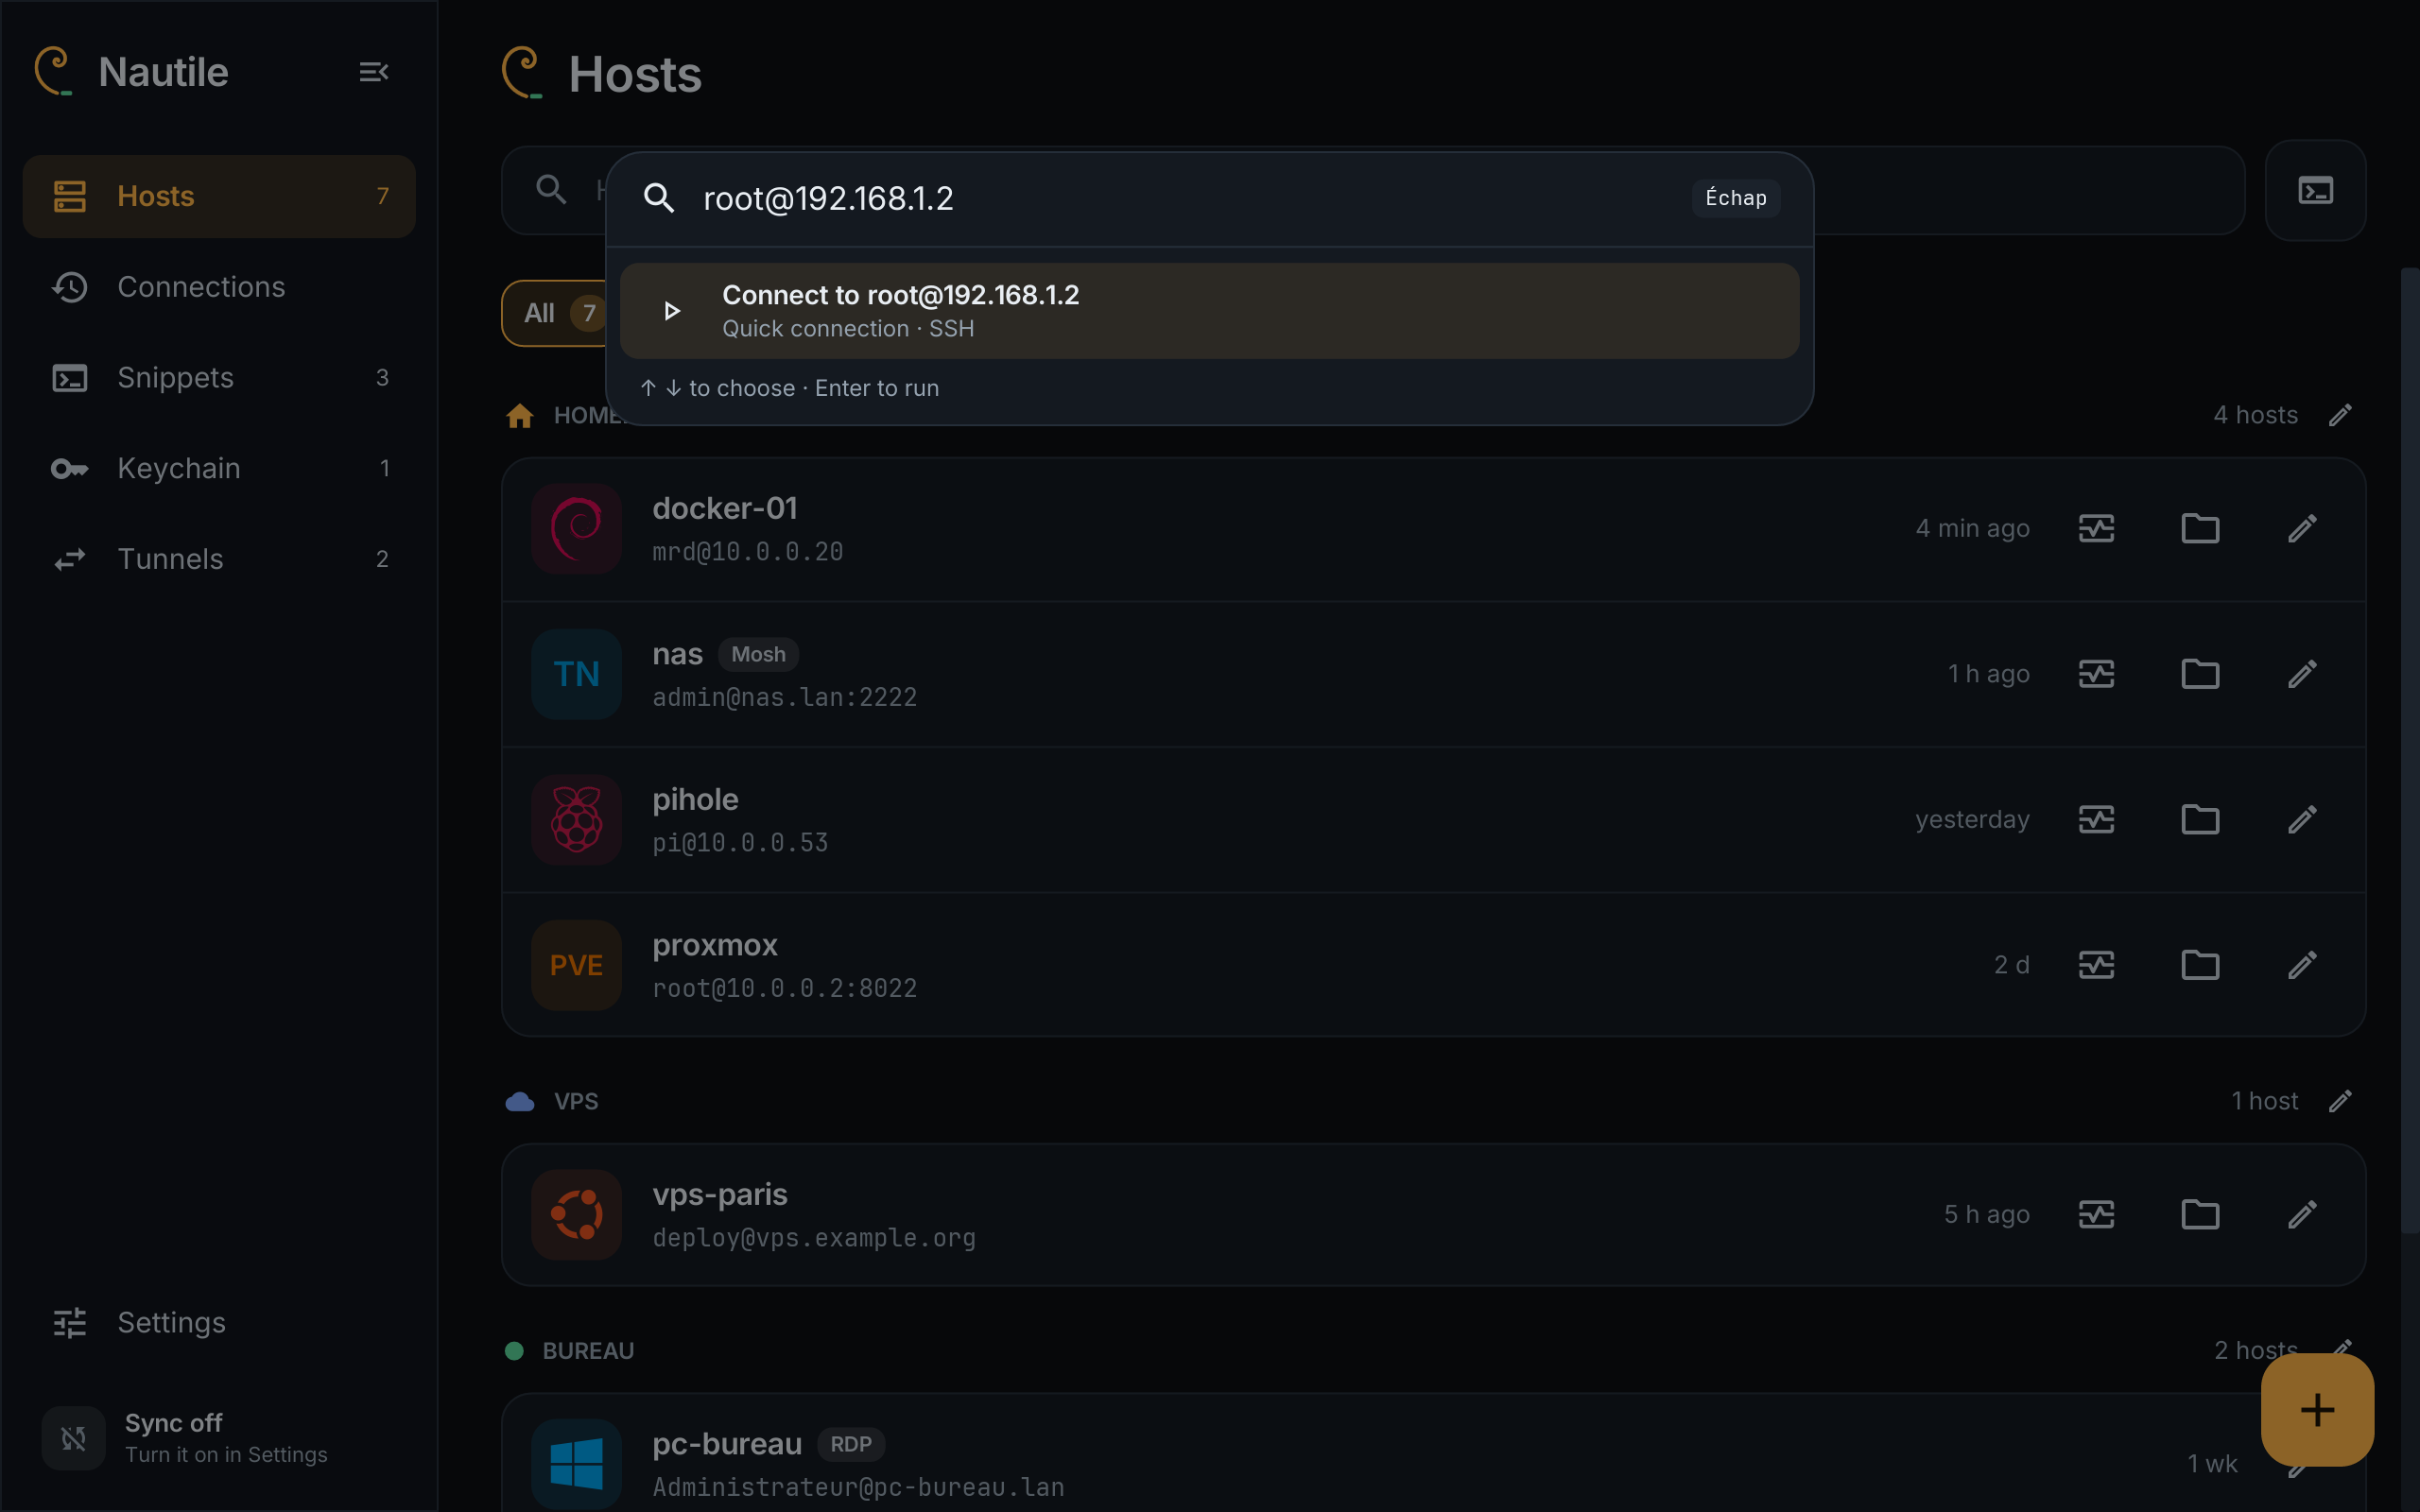 Nautile
Hosts 7
Connections
Snippets 3
Keychain 1
Tunnels 2
Settings
Sync off
Turn it on in Settings
Hosts
root@192.168.1.2
Échap
Connect to root@192.168.1.2
Quick connection · SSH
↑ ↓ to choose · Enter to run
All 7
HOME
4 hosts
docker-01
mrd@10.0.0.20
4 min ago
TN
nas Mosh
admin@nas.lan:2222
1 h ago
pihole
pi@10.0.0.53
yesterday
PVE
proxmox
root@10.0.0.2:8022
2 d
VPS
1 host
vps-paris
deploy@vps.example.org
5 h ago
BUREAU
2 hosts
pc-bureau RDP
Administrateur@pc-bureau.lan
1 wk